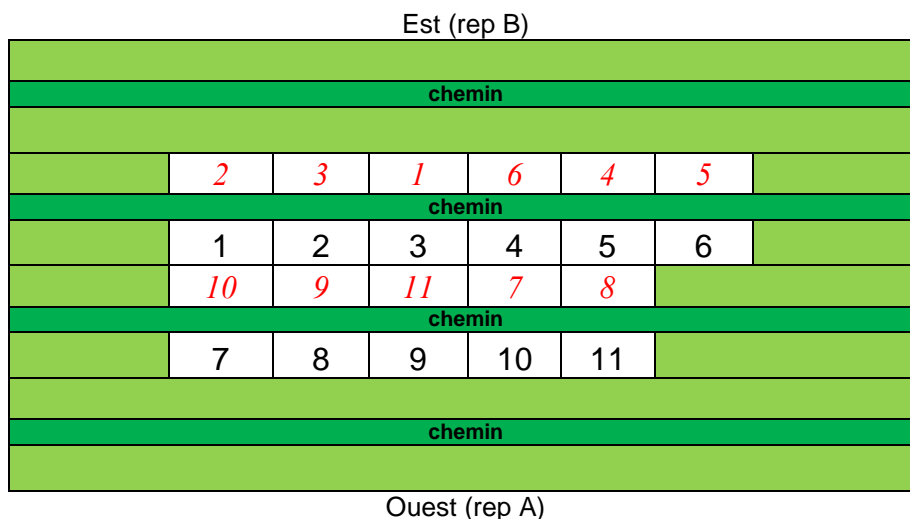 Est (rep B)
chemin
2 3 1 6 4 5
chemin
1 2 3 4 5 6
10 9 11 7 8
chemin
7 8 9 10 11
chemin
Ouest (rep A)